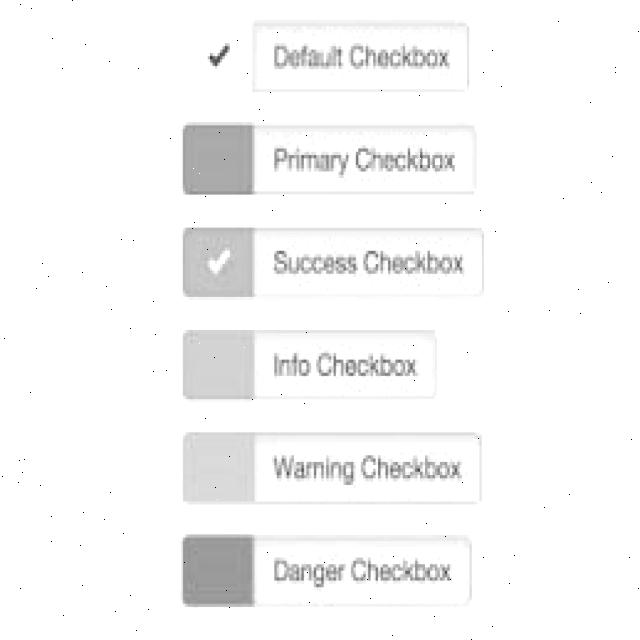 Default Checkbox
Primary Checkbox
Success Checkbox
Info Checkbox
Warning Checkbox
Danger Checkbox